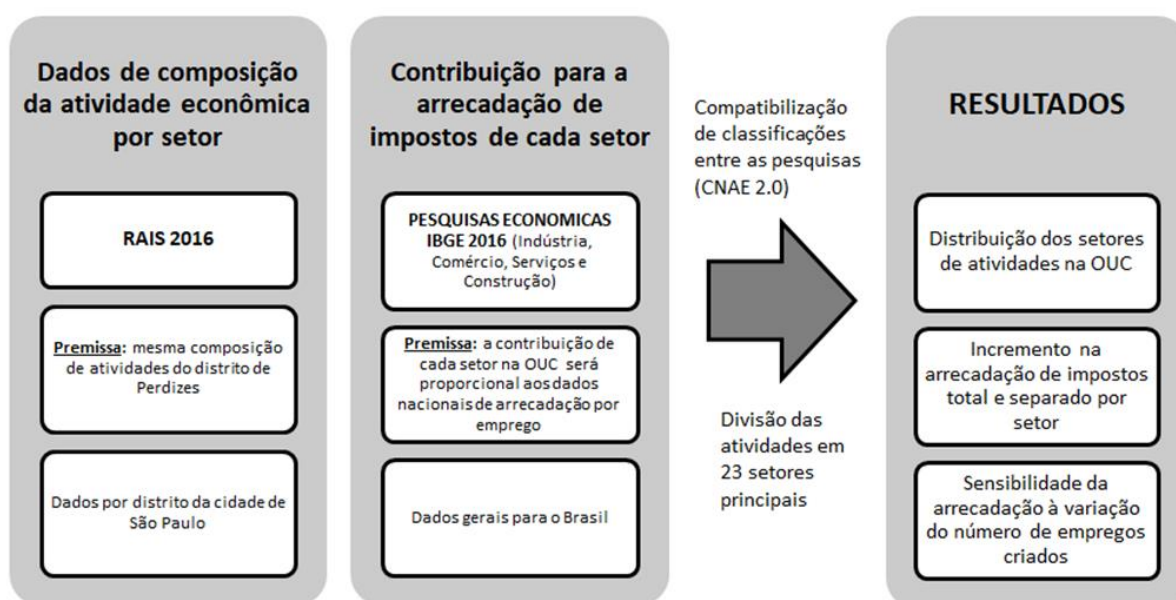 Dados de composição
da atividade econômica
por setor
RAIS 2016
Premissa: mesma composição
de atividades do distrito de
Perdizes
Dados por distrito da cidade de
São Paulo
Contribuição para a
arrecadação de
impostos de cada setor
PESQUISAS ECONOMICAS
IBGE 2016 (Indústria,
Comércio, Serviços e
Construção)
Premissa: a contribuição de
cada setor na OUC será
proporcional aos dados
nacionais de arrecadação por
emprego
Dados gerais para o Brasil
Compatibilização
de classificações
entre as pesquisas
(CNAE 2.0)
Divisão das
atividades em
23 setores
principais
RESULTADOS
Distribuição dos setores
de atividades na OUC
Incremento na
arrecadação de impostos
total e separado por
setor
Sensibilidade da
arrecadação à variação
do número de empregos
criados